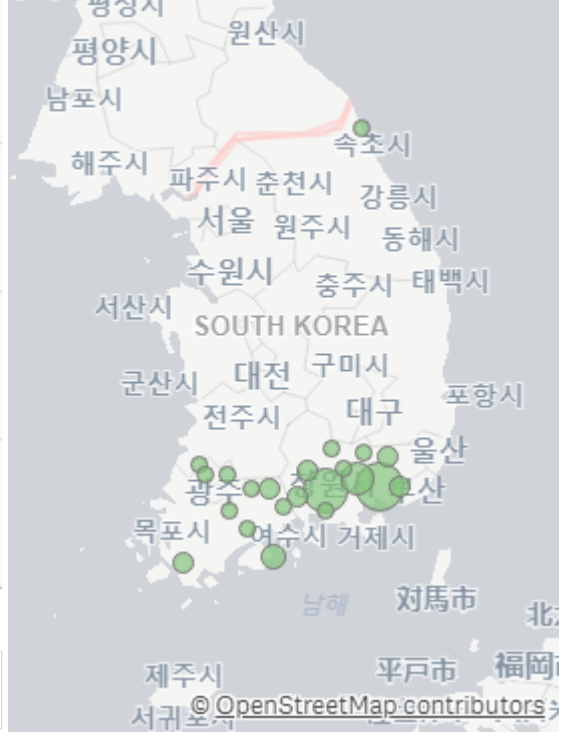 평성시
원산시
평양시
남포시
속초시
해주시
파주시 춘천시
강릉시
서울 원주시
동해시
수원시
충주시 태백시
서산시
SOUTH KOREA
구미시
대전
군산시
포항시
전주시 대구
울산
광주
목포시 여수시 거제시
남해 対馬市
제주시 平戸市
© OpenStreetMap contributors